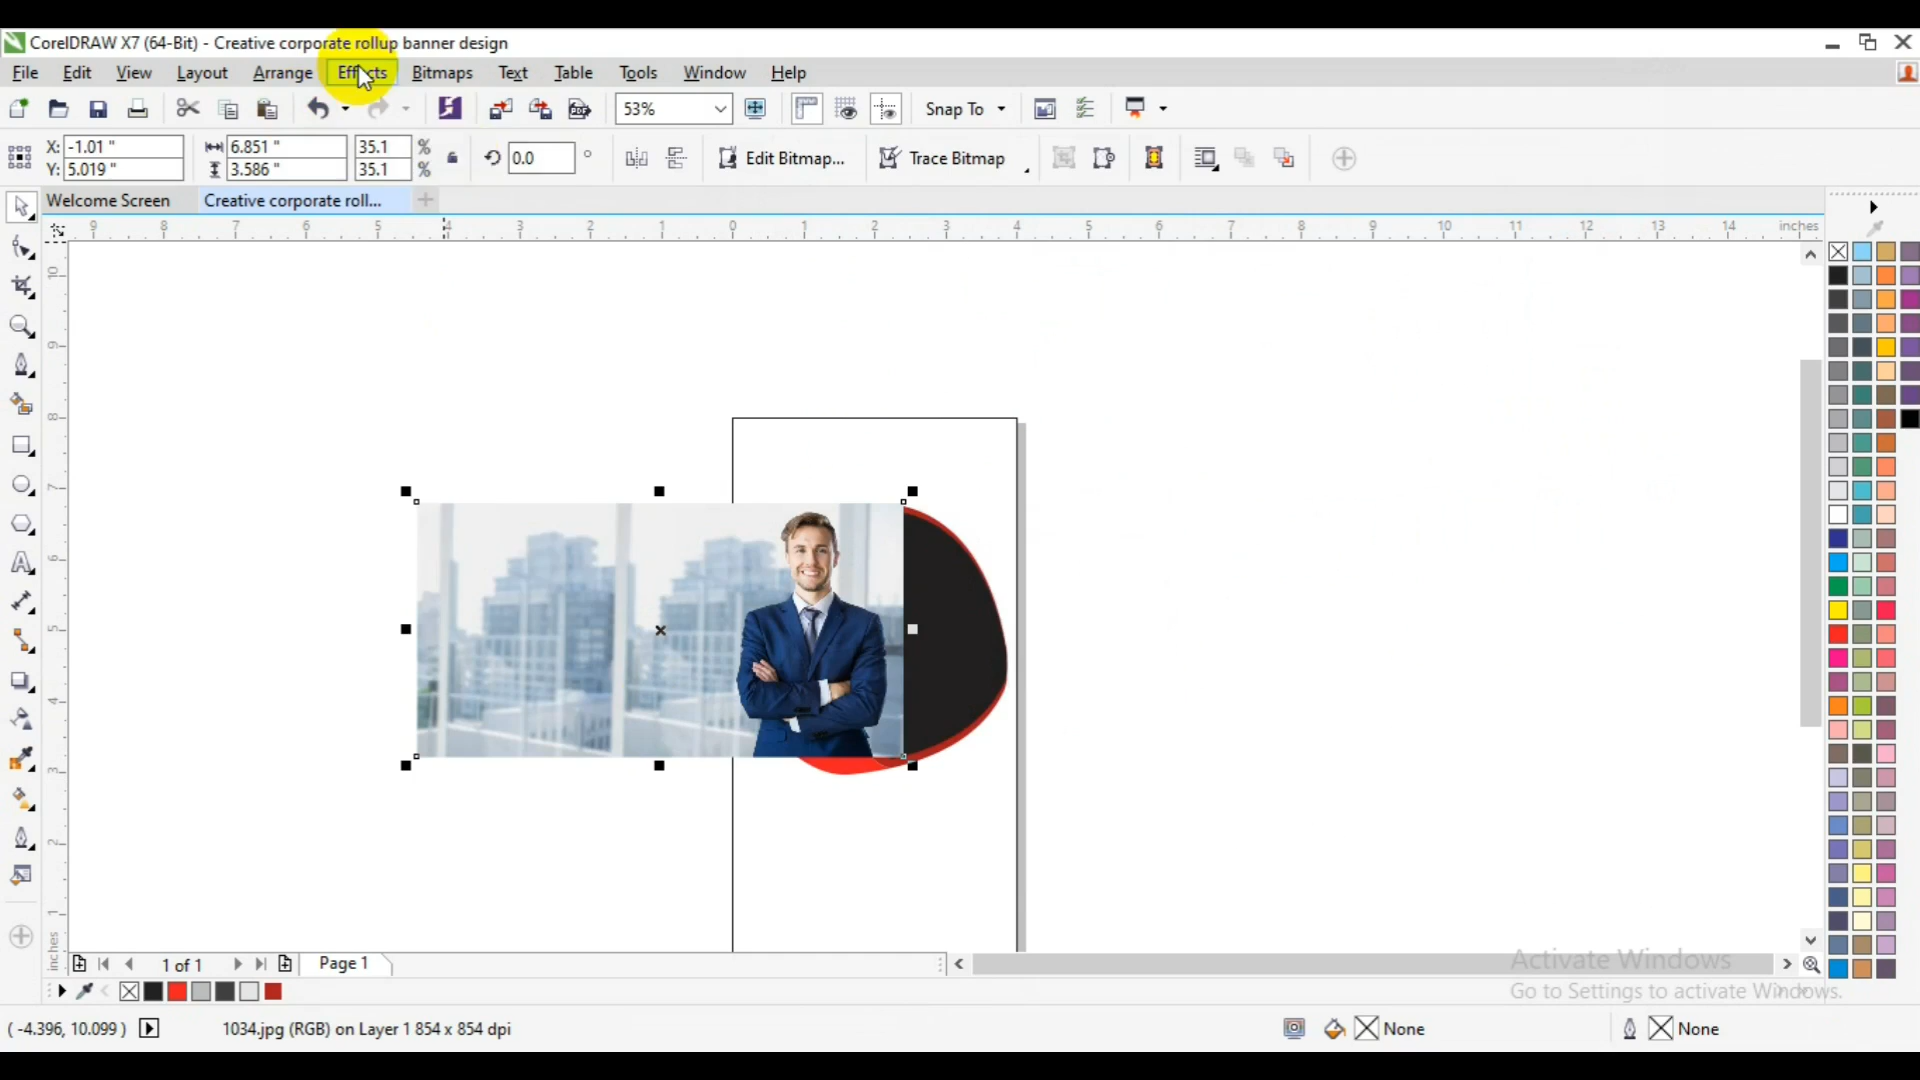 CorelDRAW X7 (64-Bit) - Creative corporate rollup banner design
File Edit View Layout Arrange Effects Bitmaps Text Table Tools Window Help
53% Snap To
X: -1.01 " 6.851 " 35.1 % 0.0 ° Edit Bitmap... Trace Bitmap
Y: 5.019 " 3.586 " 35.1 %
Welcome Screen Creative corporate roll...
9 8 7 6 5 4 3 2 1 0 1 2 3 4 5 6 7 8 9 10 11 12 13 14 inches
10
9
8
7
6
5
4
3
2
1
inches
1 of 1 Page 1
Activate Windows
Go to Settings to activate Windows.
( -4.396, 10.099 ) 1034.jpg (RGB) on Layer 1 854 x 854 dpi None None